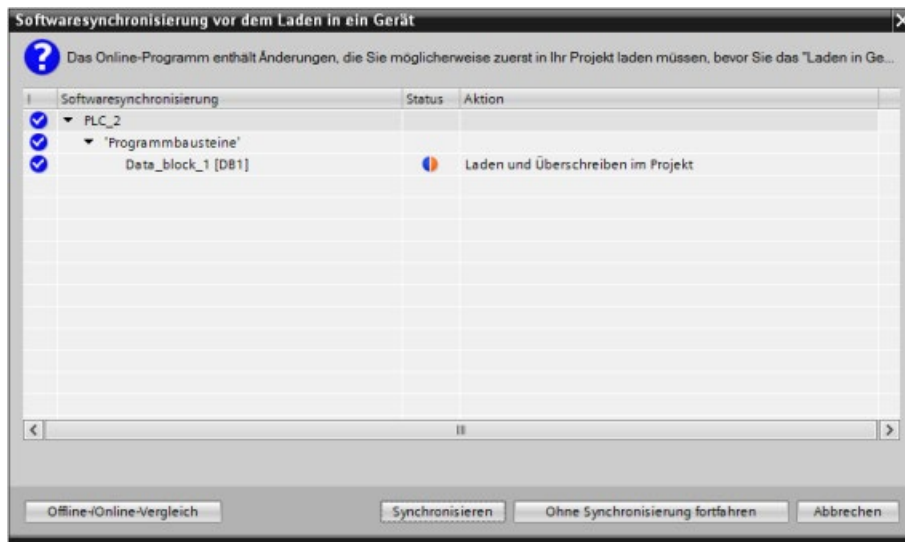 Softwaresynchronisierung vor dem Laden in ein Gerät
Das Online-Programm enthält Änderungen, die Sie möglicherweise zuerst in Ihr Projekt laden müssen, bevor Sie das "Laden in Ge...
! Softwaresynchronisierung Status Aktion
PLC_2
'Programmbausteine'
Data_block_1 [DB1] Laden und Überschreiben im Projekt
Offline-/Online-Vergleich Synchronisieren Ohne Synchronisierung fortfahren Abbrechen